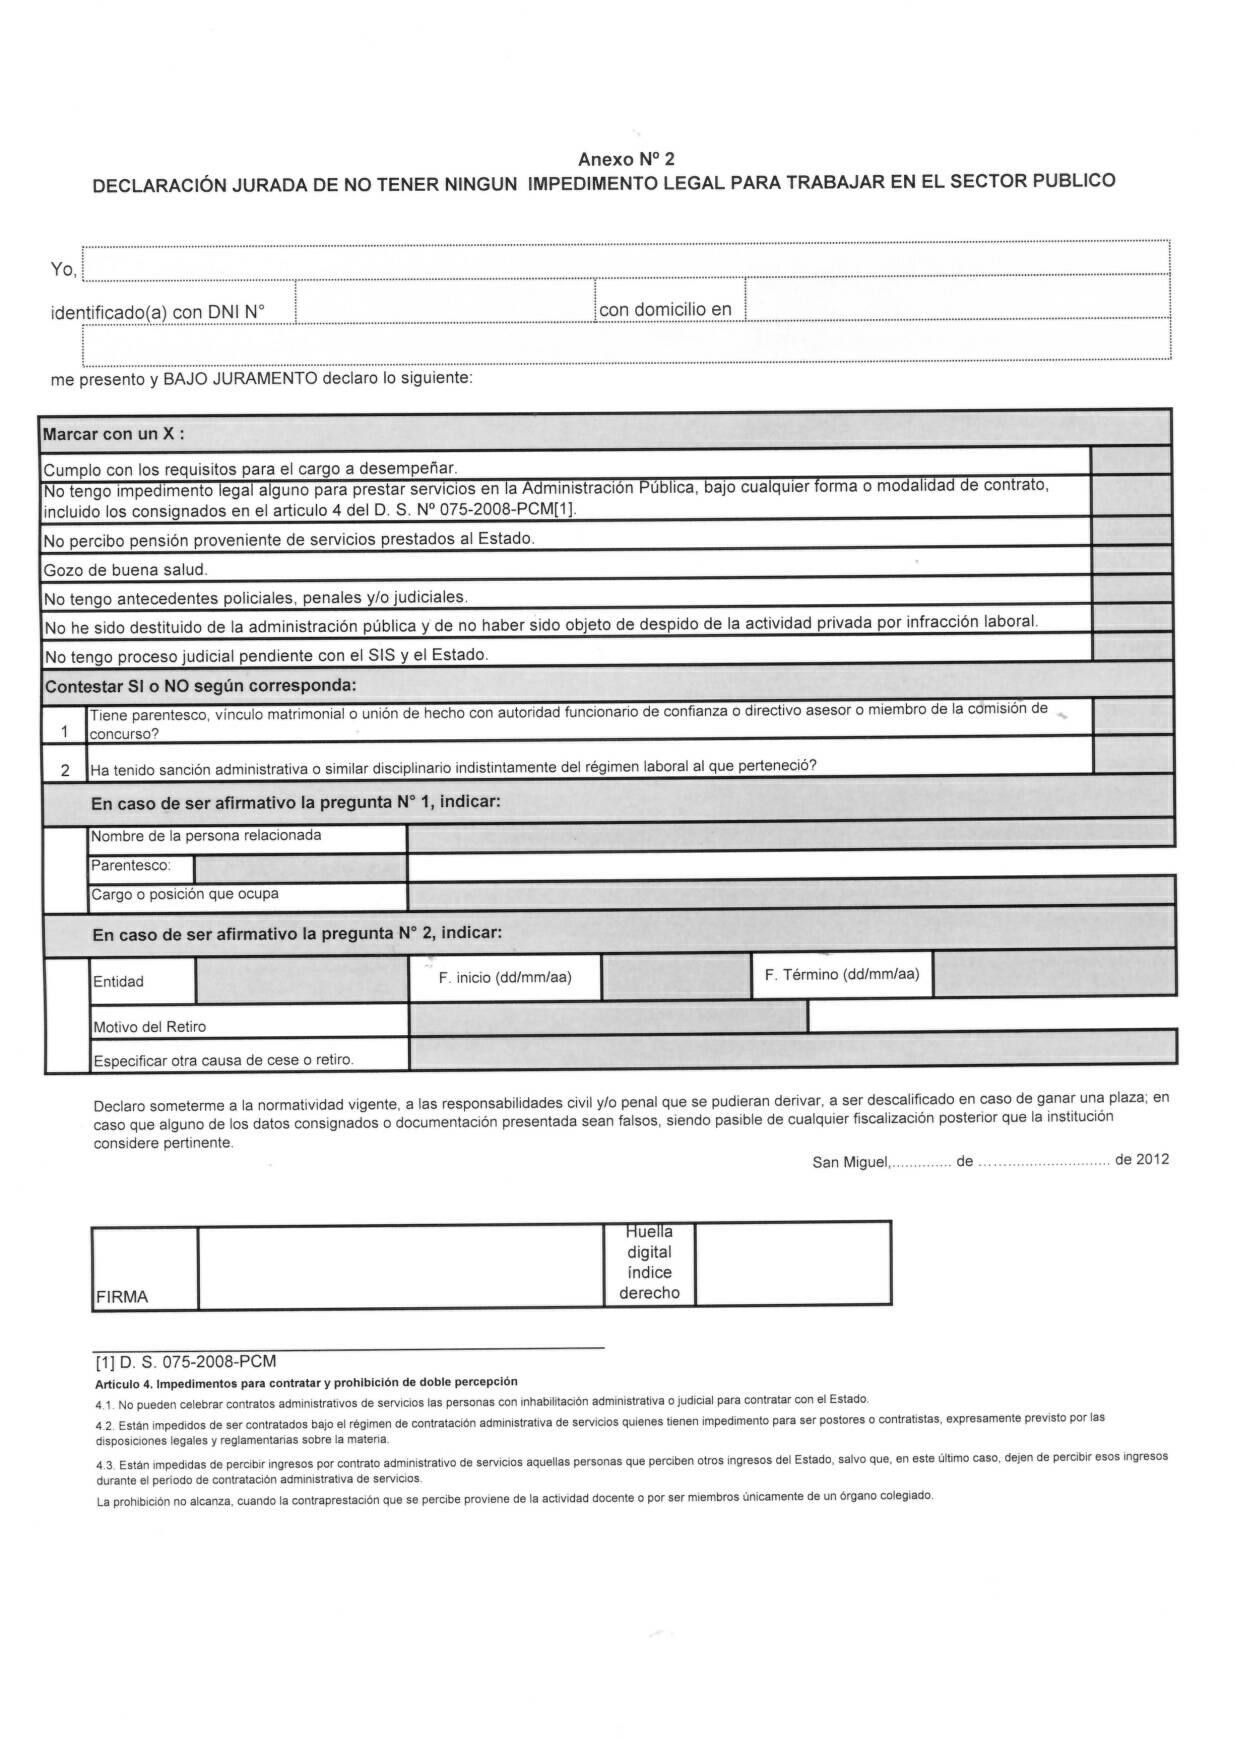 Anexo Nº 2
DECLARACIÓN JURADA DE NO TENER NINGUN IMPEDIMENTO LEGAL PARA TRABAJAR EN EL SECTOR PUBLICO
Yo,
identificado(a) con DNI N° con domicilio en
me presento y BAJO JURAMENTO declaro lo siguiente:
Marcar con un X :
Cumplo con los requisitos para el cargo a desempeñar.
No tengo impedimento legal alguno para prestar servicios en la Administración Pública, bajo cualquier forma o modalidad de contrato,
incluido los consignados en el articulo 4 del D. S. Nº 075-2008-PCM[1].
No percibo pensión proveniente de servicios prestados al Estado.
Gozo de buena salud.
No tengo antecedentes policiales, penales y/o judiciales.
No he sido destituido de la administración pública y de no haber sido objeto de despido de la actividad privada por infracción laboral.
No tengo proceso judicial pendiente con el SIS y el Estado.
Contestar SI o NO según corresponda:
1 Tiene parentesco, vínculo matrimonial o unión de hecho con autoridad funcionario de confianza o directivo asesor o miembro de la comisión de
concurso?
2 Ha tenido sanción administrativa o similar disciplinario indistintamente del régimen laboral al que perteneció?
En caso de ser afirmativo la pregunta N° 1, indicar:
Nombre de la persona relacionada
Parentesco:
Cargo o posición que ocupa
En caso de ser afirmativo la pregunta N° 2, indicar:
Entidad F. inicio (dd/mm/aa) F. Término (dd/mm/aa)
Motivo del Retiro
Especificar otra causa de cese o retiro.
Declaro someterme a la normatividad vigente, a las responsabilidades civil y/o penal que se pudieran derivar, a ser descalificado en caso de ganar una plaza; en
caso que alguno de los datos consignados o documentación presentada sean falsos, siendo pasible de cualquier fiscalización posterior que la institución
considere pertinente.
San Miguel,.............. de .............................. de 2012
FIRMA
Huella
digital
índice
derecho
[1] D. S. 075-2008-PCM
Articulo 4. Impedimentos para contratar y prohibición de doble percepción
4.1. No pueden celebrar contratos administrativos de servicios las personas con inhabilitación administrativa o judicial para contratar con el Estado.
4.2. Están impedidos de ser contratados bajo el régimen de contratación administrativa de servicios quienes tienen impedimento para ser postores o contratistas, expresamente previsto por las
disposiciones legales y reglamentarias sobre la materia.
4.3. Están impedidas de percibir ingresos por contrato administrativo de servicios aquellas personas que perciben otros ingresos del Estado, salvo que, en este último caso, dejen de percibir esos ingresos
durante el periodo de contratación administrativa de servicios.
La prohibición no alcanza, cuando la contraprestación que se percibe proviene de la actividad docente o por ser miembros únicamente de un órgano colegiado.